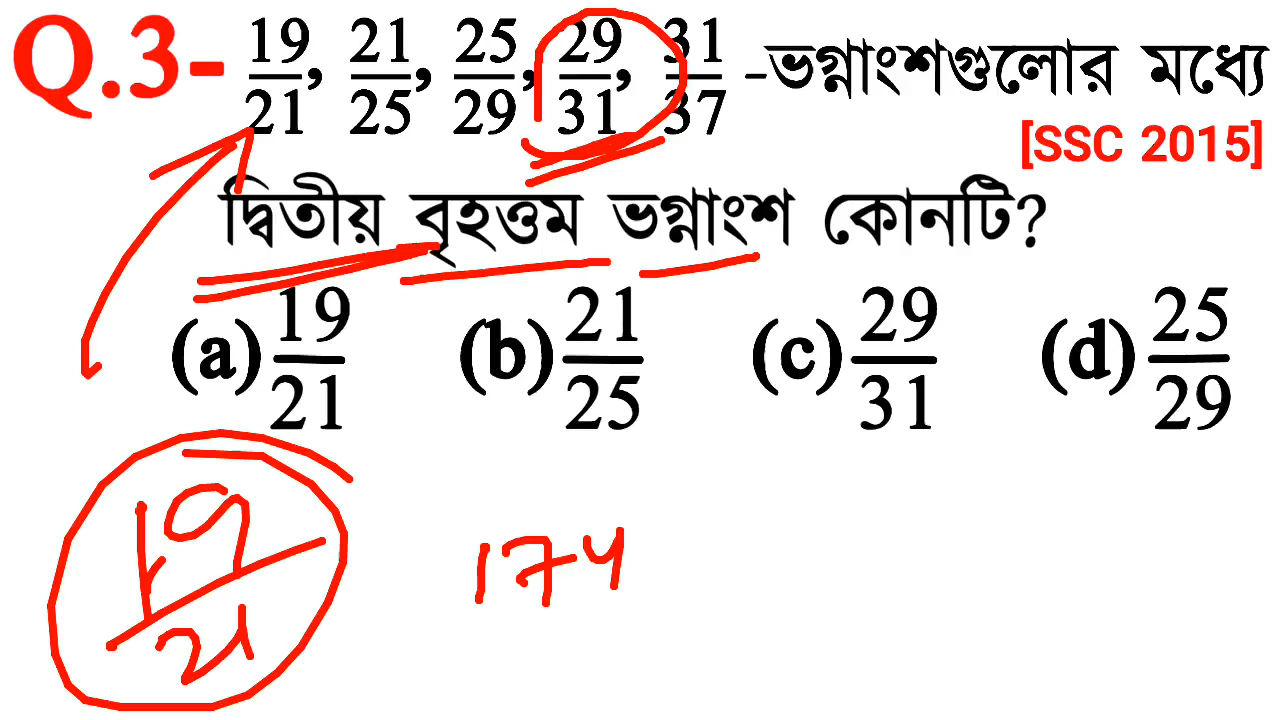 Q.3- 19/21, 21/25, 25/29, 29/31, 31/37 -ভগ্নাংশগুলোর মধ্যে
[SSC 2015]
দ্বিতীয় বৃহত্তম ভগ্নাংশ কোনটি?
(a) 19/21 (b) 21/25 (c) 29/31 (d) 25/29
19/21